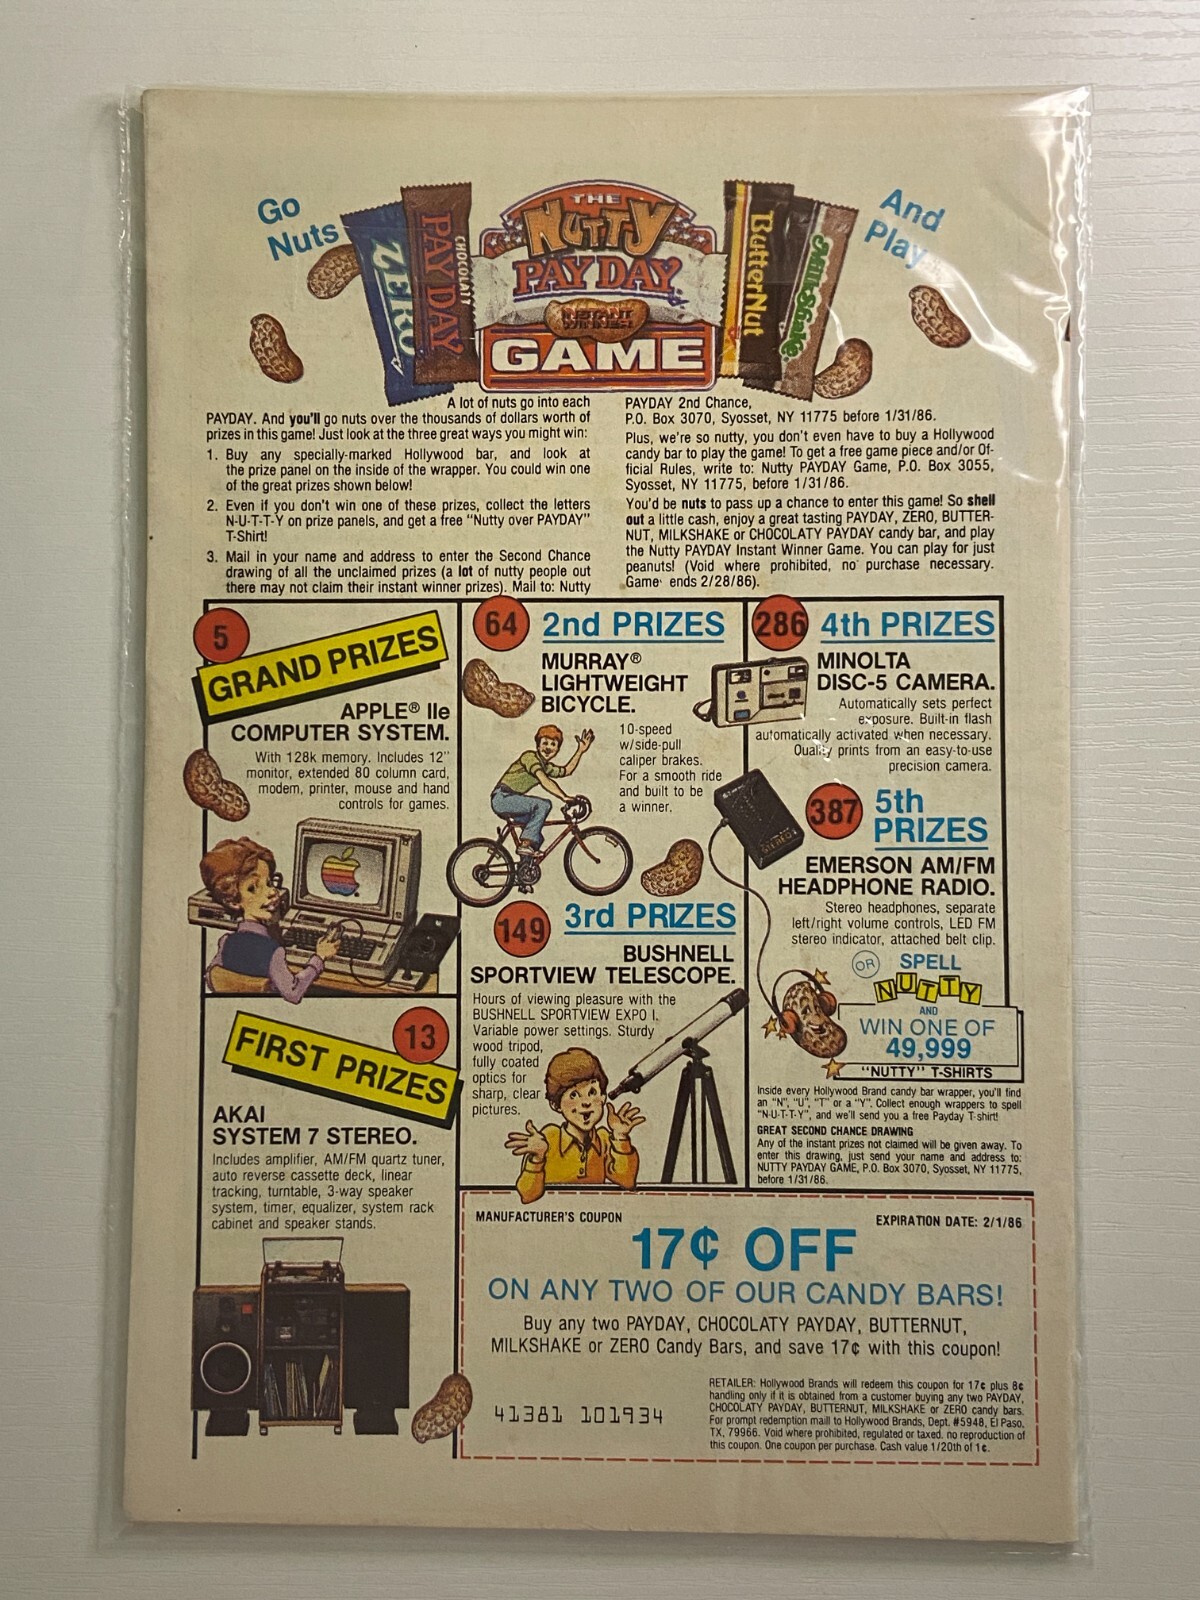 Go
Nuts
And
Play
ZERO
CHOCOLATY
PAYDAY
THE
NUTTY
PAYDAY
INSTANT
WINNER
GAME
ButterNut
MilkShake
A lot of nuts go into each
PAYDAY. And you'll go nuts over the thousands of dollars worth of
prizes in this game! Just look at the three great ways you might win:
1. Buy any specially-marked Hollywood bar, and look at
the prize panel on the inside of the wrapper. You could win one
of the great prizes shown below!
2. Even if you don't win one of these prizes, collect the letters
N-U-T-T-Y on prize panels, and get a free "Nutty over PAYDAY"
T-Shirt!
3. Mail in your name and address to enter the Second Chance
drawing of all the unclaimed prizes (a lot of nutty people out
there may not claim their instant winner prizes). Mail to: Nutty
PAYDAY 2nd Chance,
P.O. Box 3070, Syosset, NY 11775 before 1/31/86.
Plus, we're so nutty, you don't even have to buy a Hollywood
candy bar to play the game! To get a free game piece and/or Of-
ficial Rules, write to: Nutty PAYDAY Game, P.O. Box 3055,
Syosset, NY 11775, before 1/31/86.
You'd be nuts to pass up a chance to enter this game! So shell
out a little cash, enjoy a great tasting PAYDAY, ZERO, BUTTER-
NUT, MILKSHAKE or CHOCOLATY PAYDAY candy bar, and play
the Nutty PAYDAY Instant Winner Game. You can play for just
peanuts! (Void where prohibited, no purchase necessary.
Game ends 2/28/86).
5
GRAND PRIZES
APPLE® IIe
COMPUTER SYSTEM.
With 128k memory. Includes 12"
monitor, extended 80 column card,
modem, printer, mouse and hand
controls for games.
13
FIRST PRIZES
AKAI
SYSTEM 7 STEREO.
Includes amplifier, AM/FM quartz tuner,
auto reverse cassette deck, linear
tracking, turntable, 3-way speaker
system, timer, equalizer, system rack
cabinet and speaker stands.
64
2nd PRIZES
MURRAY®
LIGHTWEIGHT
BICYCLE.
10-speed
w/side-pull
caliper brakes.
For a smooth ride
and built to be
a winner.
149
3rd PRIZES
BUSHNELL
SPORTVIEW TELESCOPE.
Hours of viewing pleasure with the
BUSHNELL SPORTVIEW EXPO I.
Variable power settings. Sturdy
wood tripod,
fully coated
optics for
sharp, clear
pictures.
286
4th PRIZES
MINOLTA
DISC-5 CAMERA.
Automatically sets perfect
exposure. Built-in flash
automatically activated when necessary.
Quality prints from an easy-to-use
precision camera.
387
5th
PRIZES
STEREO
EMERSON AM/FM
HEADPHONE RADIO.
Stereo headphones, separate
left/right volume controls, LED FM
stereo indicator, attached belt clip.
OR
SPELL
NUTTY
AND
WIN ONE OF
49,999
"NUTTY" T-SHIRTS
Inside every Hollywood Brand candy bar wrapper, you'll find
an "N", "U", "T" or a "Y". Collect enough wrappers to spell
"N-U-T-T-Y", and we'll send you a free Payday T-shirt!
GREAT SECOND CHANCE DRAWING
Any of the instant prizes not claimed will be given away. To
enter this drawing, just send your name and address to:
NUTTY PAYDAY GAME, P.O. Box 3070, Syosset, NY 11775,
before 1/31/86.
MANUFACTURER'S COUPON
EXPIRATION DATE: 2/1/86
17¢ OFF
ON ANY TWO OF OUR CANDY BARS!
Buy any two PAYDAY, CHOCOLATY PAYDAY, BUTTERNUT,
MILKSHAKE or ZERO Candy Bars, and save 17¢ with this coupon!
41381 101934
RETAILER: Hollywood Brands will redeem this coupon for 17¢ plus 8¢
handling only if it is obtained from a customer buying any two PAYDAY,
CHOCOLATY PAYDAY, BUTTERNUT, MILKSHAKE or ZERO candy bars.
For prompt redemption mail to Hollywood Brands, Dept. #5948, El Paso,
TX, 79966. Void where prohibited, regulated or taxed. no reproduction of
this coupon. One coupon per purchase. Cash value 1/20th of 1¢.